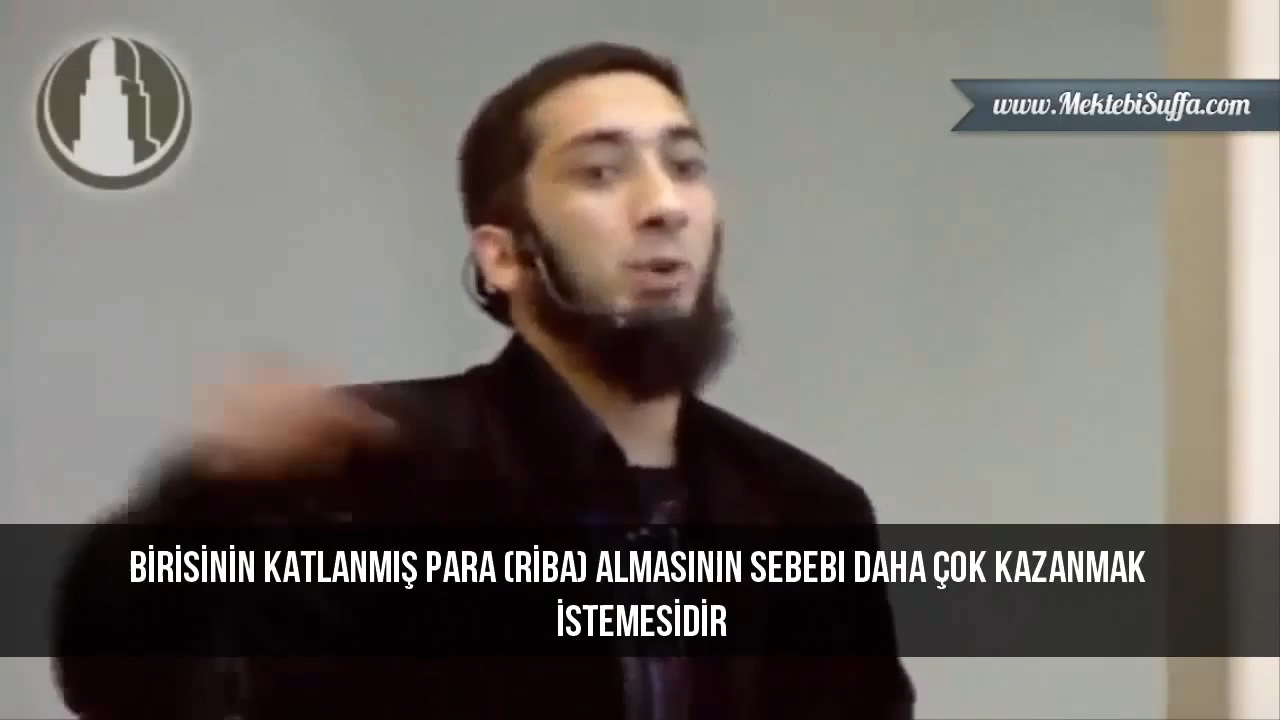 www.MektebiSuffa.com
BİRİSİNİN KATLANMIŞ PARA (RİBA) ALMASININ SEBEBI DAHA ÇOK KAZANMAK
İSTEMESİDİR